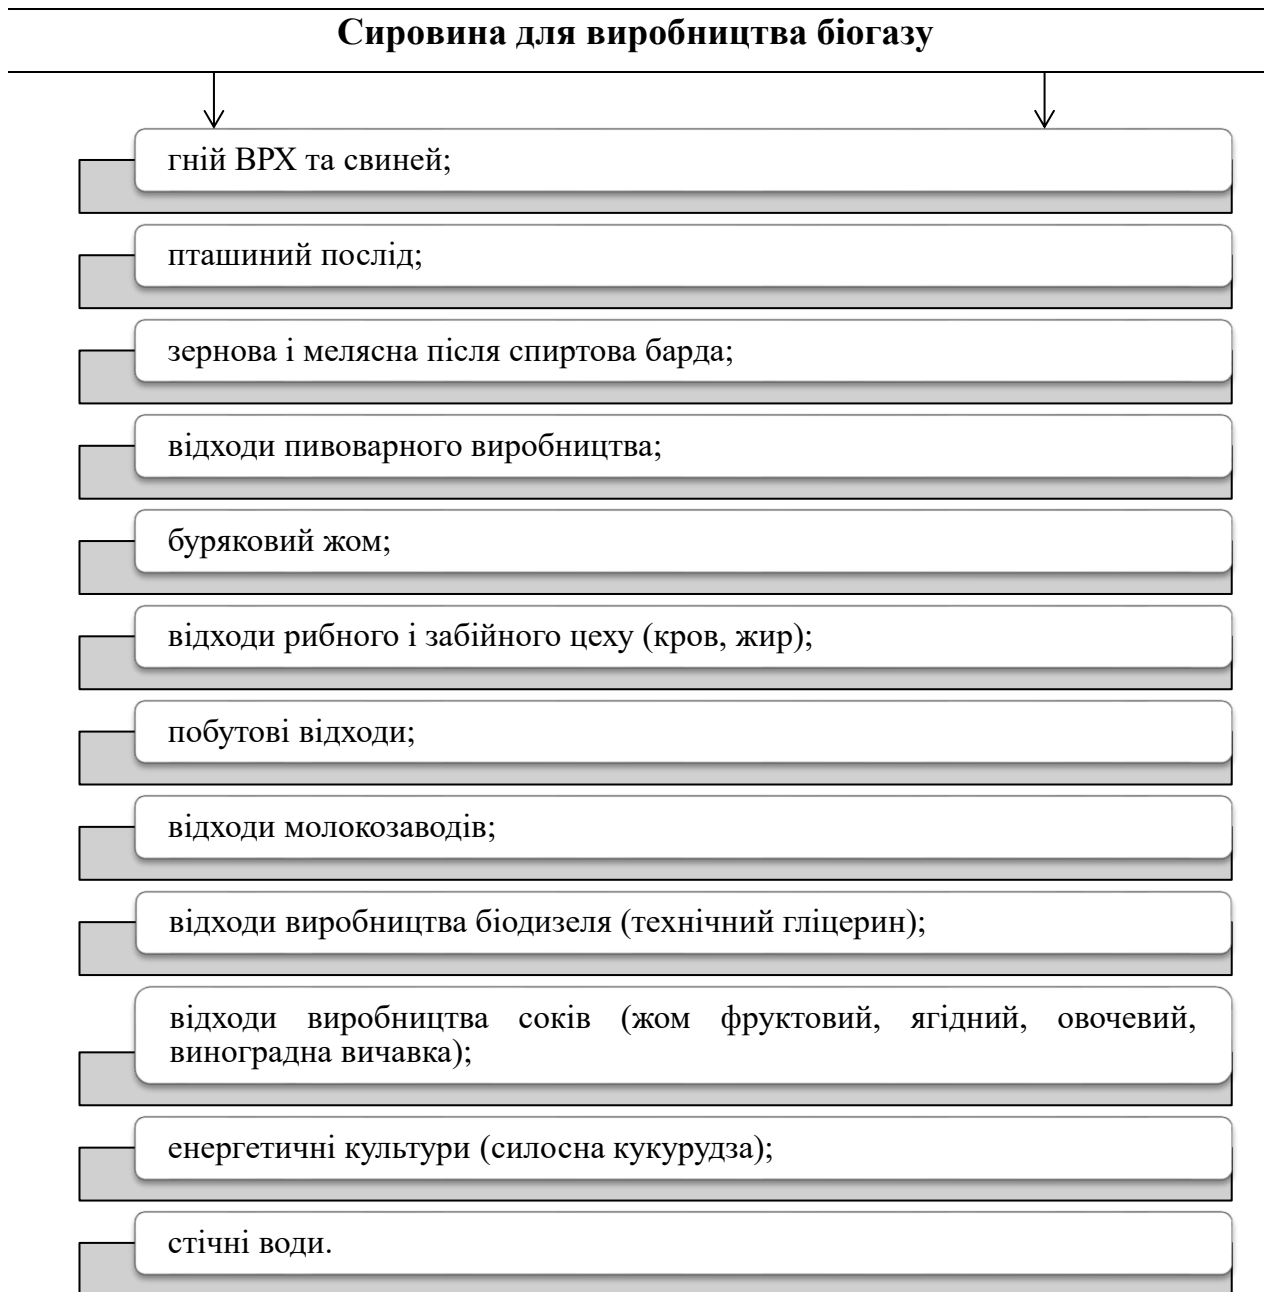 Сировина для виробництва біогазу
гній ВРХ та свиней;
пташиний послід;
зернова і мелясна після спиртова барда;
відходи пивоварного виробництва;
буряковий жом;
відходи рибного і забійного цеху (кров, жир);
побутові відходи;
відходи молокозаводів;
відходи виробництва біодизеля (технічний гліцерин);
відходи виробництва соків (жом фруктовий, ягідний, овочевий,
виноградна вичавка);
енергетичні культури (силосна кукурудза);
стічні води.